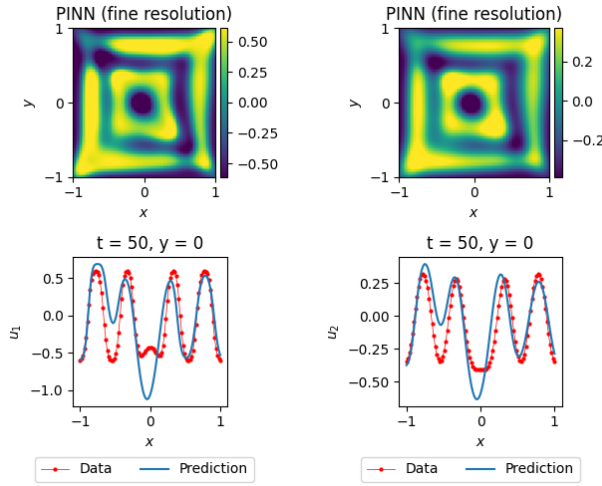 PINN (fine resolution)
1
0
−1
y
−1 0 1
x
0.50
0.25
0.00
−0.25
−0.50
PINN (fine resolution)
1
0
−1
y
−1 0 1
x
0.2
0.0
−0.2
t = 50, y = 0
0.5
0.0
−0.5
−1.0
u₁
−1 0 1
x
t = 50, y = 0
0.25
0.00
−0.25
−0.50
u₂
−1 0 1
x
Data Prediction
Data Prediction